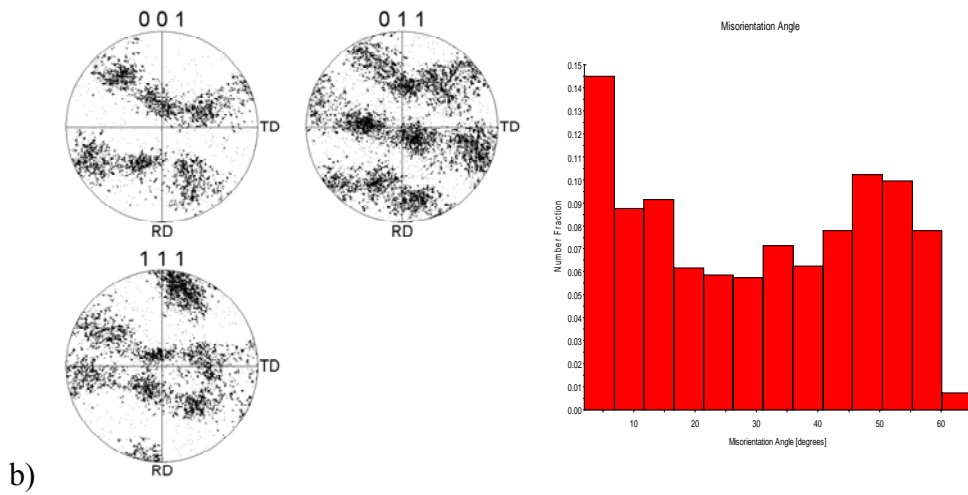 0 0 1
TD
RD
0 1 1
TD
RD
1 1 1
TD
RD
b)
Misorientation Angle
Number Fraction
0.15
0.14
0.13
0.12
0.11
0.10
0.09
0.08
0.07
0.06
0.05
0.04
0.03
0.02
0.01
0.00
10 20 30 40 50 60
Misorientation Angle [degrees]